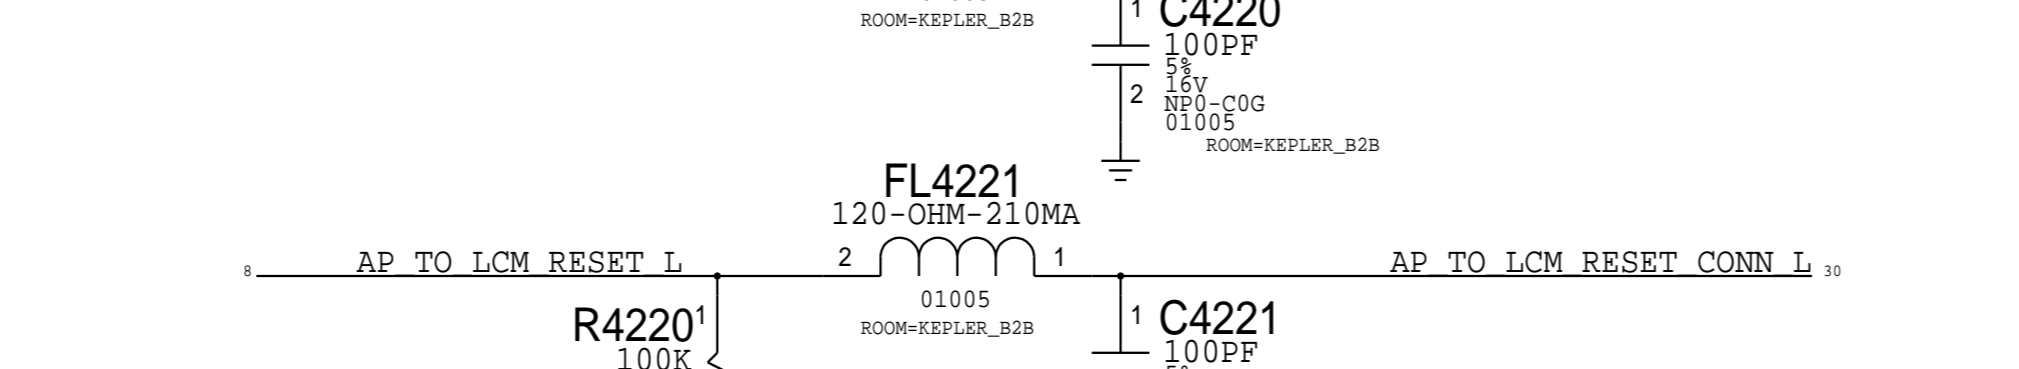 ROOM=KEPLER_B2B
1
C4220
100PF
5%
16V
NP0-C0G
01005
2
ROOM=KEPLER_B2B
FL4221
120-OHM-210MA
8
AP_TO_LCM_RESET_L
2
1
AP_TO_LCM_RESET_CONN_L
30
01005
ROOM=KEPLER_B2B
R4220
1
100K
1
C4221
100PF